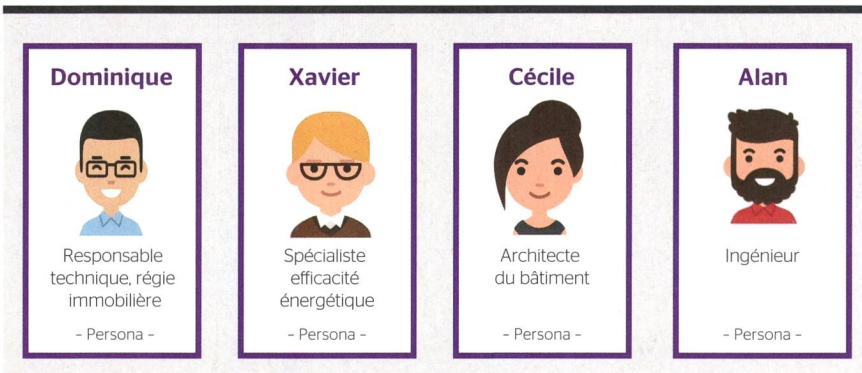 Dominique
Responsable
technique, régie
immobilière
– Persona –
Xavier
Spécialiste
efficacité
énergétique
– Persona –
Cécile
Architecte
du bâtiment
– Persona –
Alan
Ingénieur
– Persona –